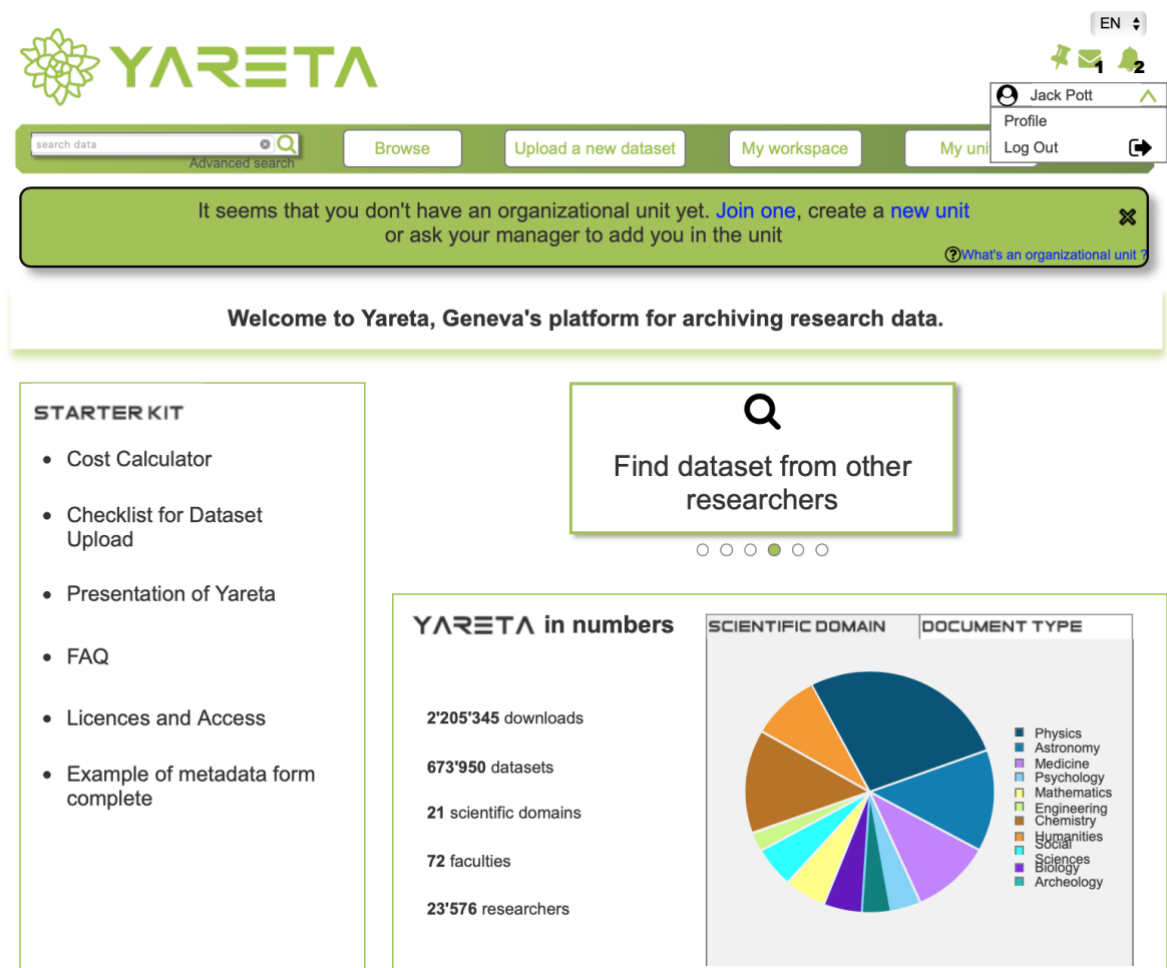 EN
YARETA
1
2
Jack Pott
Profile
Log Out
search data
Advanced search
Browse
Upload a new dataset
My workspace
My uni
It seems that you don't have an organizational unit yet. Join one, create a new unit
or ask your manager to add you in the unit
?What's an organizational unit ?
Welcome to Yareta, Geneva's platform for archiving research data.
STARTER KIT
• Cost Calculator
• Checklist for Dataset
Upload
• Presentation of Yareta
• FAQ
• Licences and Access
• Example of metadata form
complete
Find dataset from other
researchers
YARETA in numbers
2'205'345 downloads
673'950 datasets
21 scientific domains
72 faculties
23'576 researchers
SCIENTIFIC DOMAIN
DOCUMENT TYPE
Physics
Astronomy
Medicine
Psychology
Mathematics
Engineering
Chemistry
Humanities
Social
Sciences
Biology
Archeology